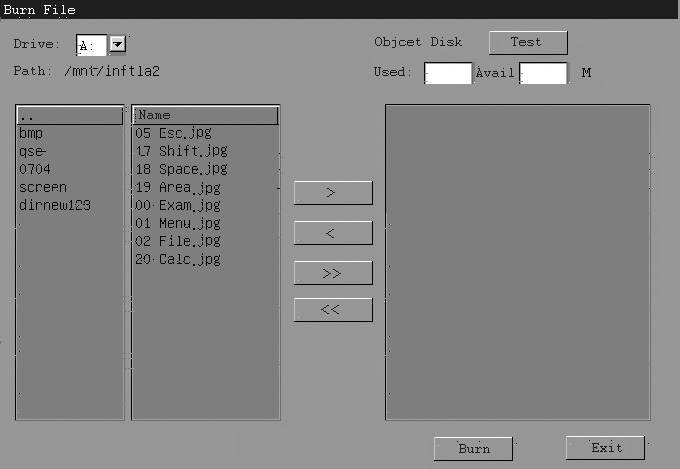 Burn File
Drive: A:
Path: /mnt/inftla2
Objcet Disk Test
Used: Avail M
..
bmp
qse
0704
screen
dirnew123
Name
05 Esc.jpg
17 Shift.jpg
18 Space.jpg
19 Area.jpg
00 Exam.jpg
01 Menu.jpg
02 File.jpg
20 Calc.jpg
>
<
>>
<<
Burn Exit